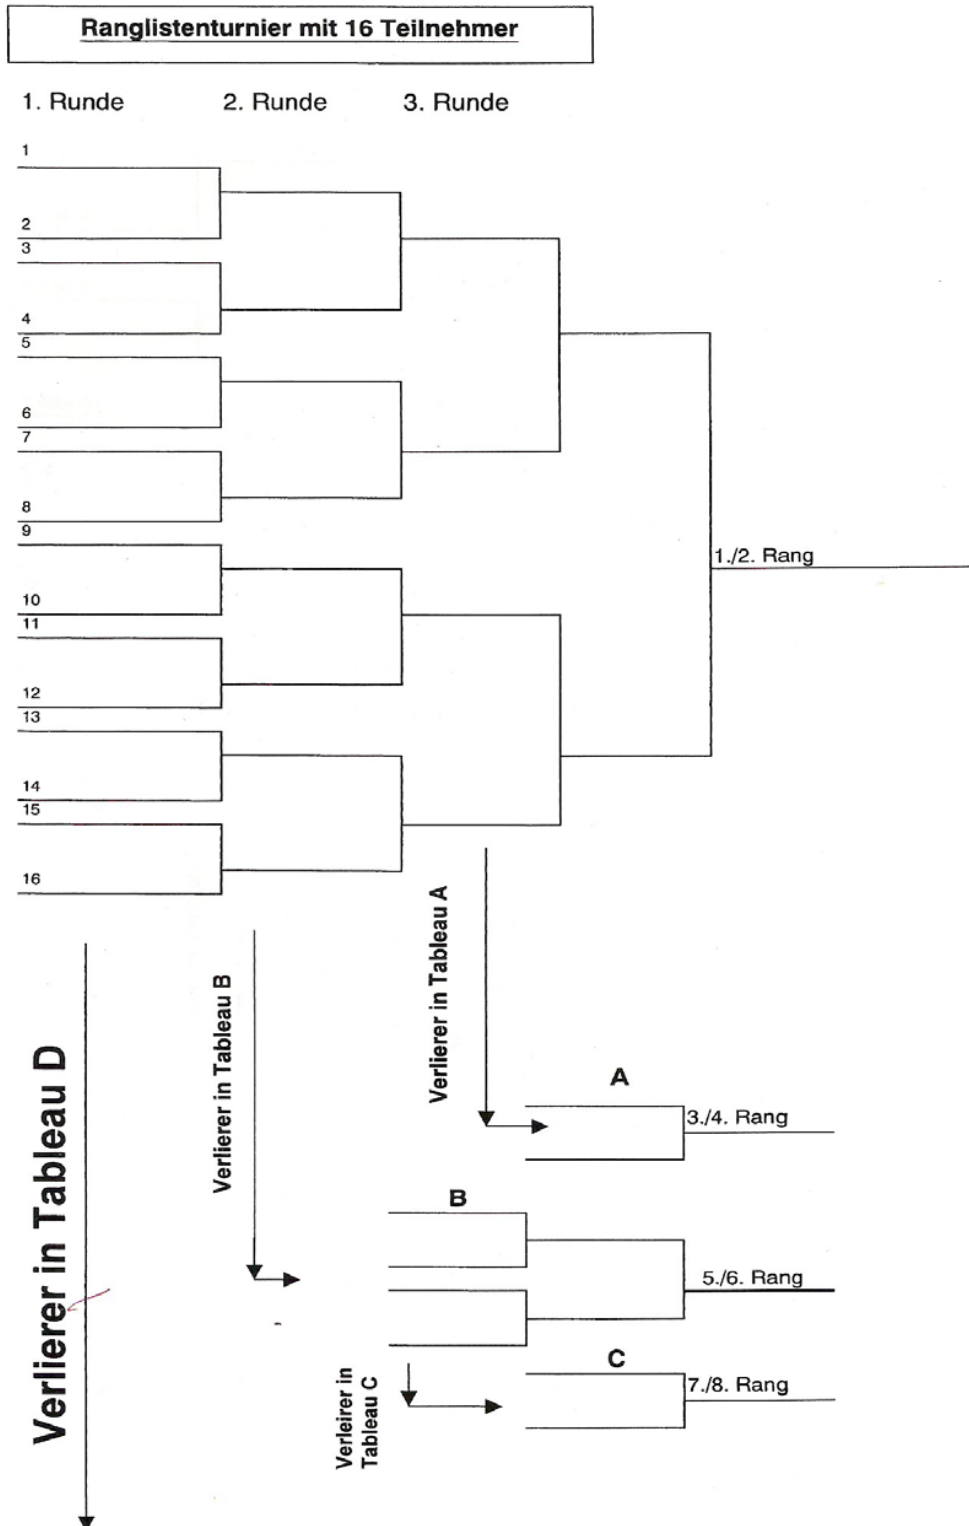 Ranglistenturnier mit 16 Teilnehmer
1. Runde
2. Runde
3. Runde
1
2
3
4
5
6
7
8
9
10
11
12
13
14
15
16
1./2. Rang
Verlierer in Tableau D
Verlierer in Tableau B
Verlierer in Tableau A
A
3./4. Rang
B
5./6. Rang
Verleirer in
Tableau C
C
7./8. Rang